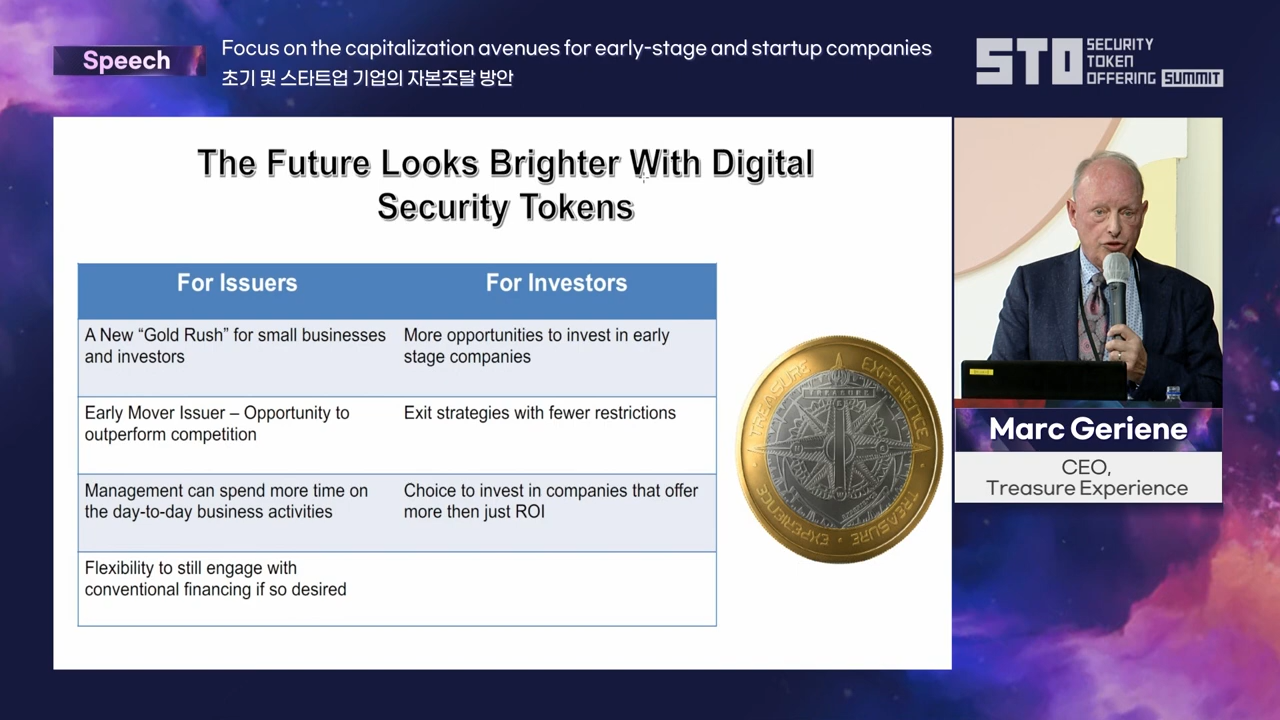 Speech
Focus on the capitalization avenues for early-stage and startup companies
초기 및 스타트업 기업의 자본조달 방안
STO
SECURITY
TOKEN
OFFERING SUMMIT
The Future Looks Brighter With Digital
Security Tokens
For Issuers
For Investors
A New “Gold Rush” for small businesses
and investors
More opportunities to invest in early
stage companies
Early Mover Issuer – Opportunity to
outperform competition
Exit strategies with fewer restrictions
Management can spend more time on
the day-to-day business activities
Choice to invest in companies that offer
more then just ROI
Flexibility to still engage with
conventional financing if so desired
TREASURE EXPERIENCE
TREASURE EXPERIENCE
TREASURE
Marc Geriene
CEO,
Treasure Experience